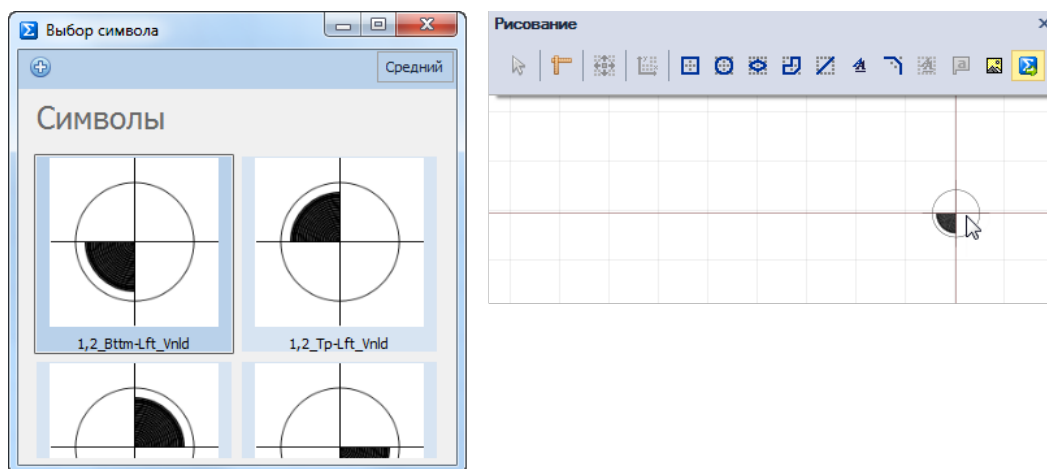 Выбор символа
Средний
Символы
1,2_Bttm-Lft_Vnld
1,2_Tp-Lft_Vnld
Рисование